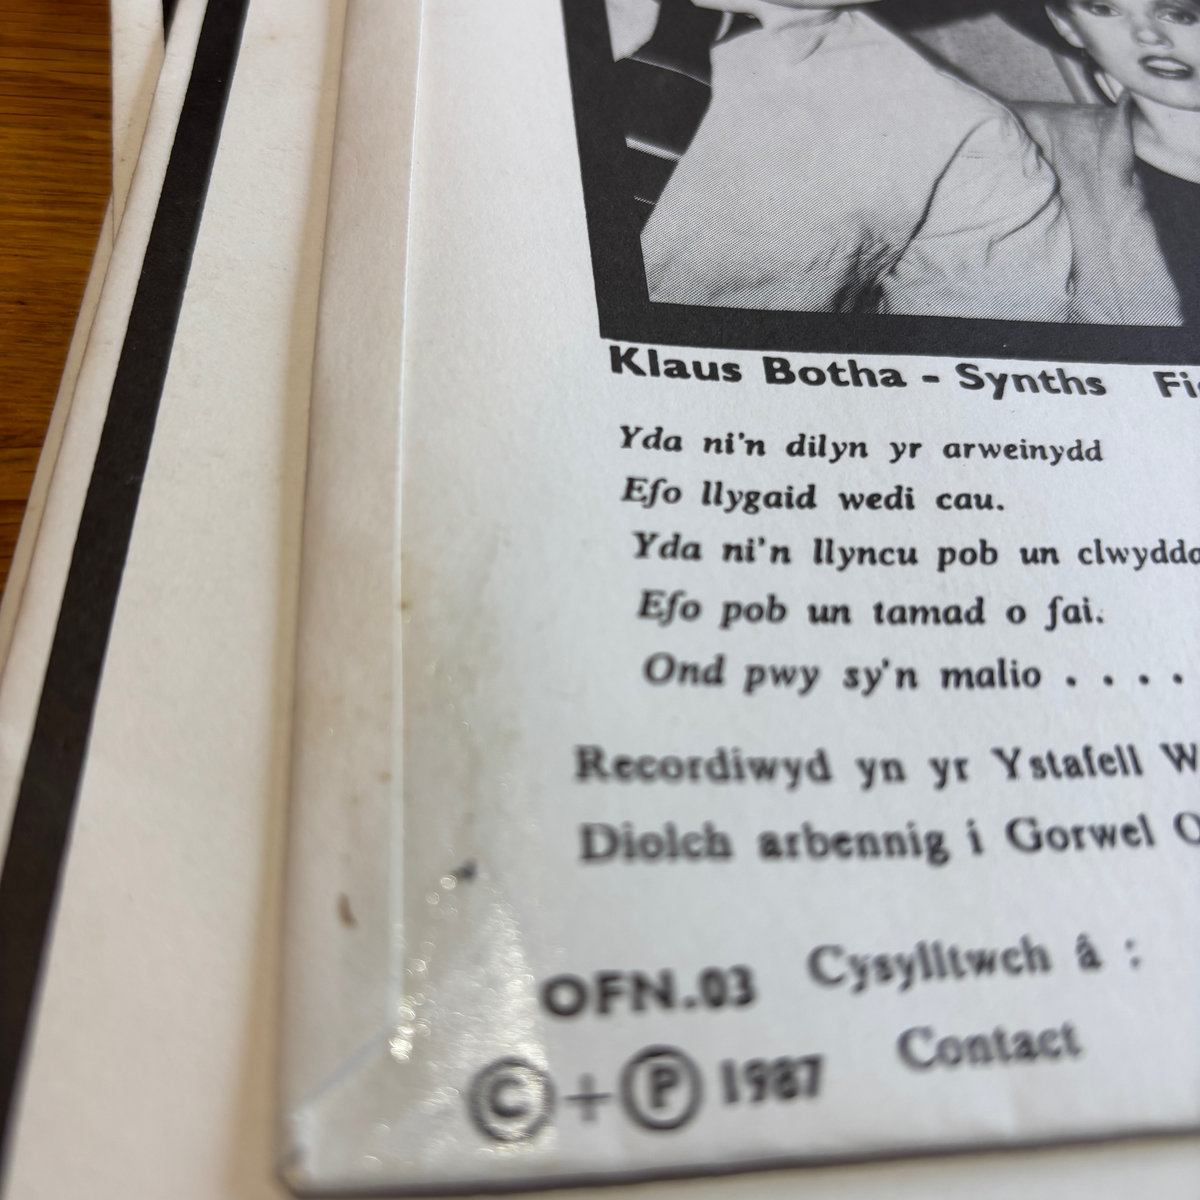 Klaus Botha - Synths
Yda ni'n dilyn yr arweinydd
Efo llygaid wedi cau.
Yda ni'n llyncu pob un
Efo pob un tamad o fai.
Ond pwy sy'n malio . . . .
Recordiwyd yn yr Ystafell
Diolch arbennig i Gorwel
OFN.03 Cysylltwch â :
Contact
© + ℗ 1987